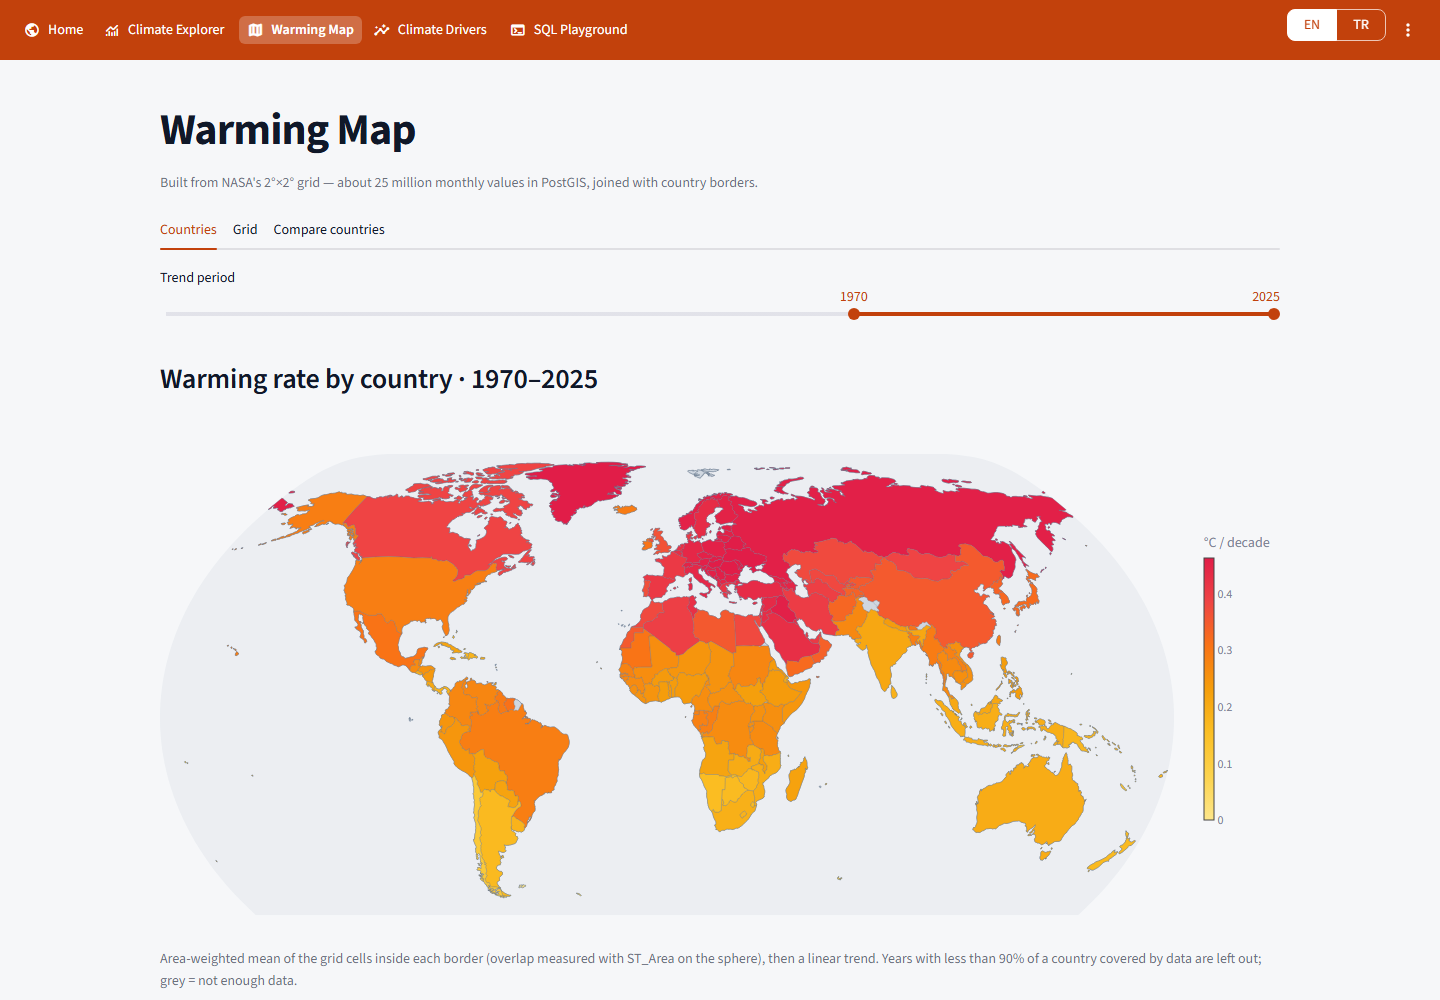 Home Climate Explorer Warming Map Climate Drivers SQL Playground EN TR
Warming Map
Built from NASA's 2°×2° grid — about 25 million monthly values in PostGIS, joined with country borders.
Countries Grid Compare countries
Trend period
1970 2025
Warming rate by country · 1970–2025
°C / decade
0.4
0.3
0.2
0.1
0
Area-weighted mean of the grid cells inside each border (overlap measured with ST_Area on the sphere), then a linear trend. Years with less than 90% of a country covered by data are left out;
grey = not enough data.